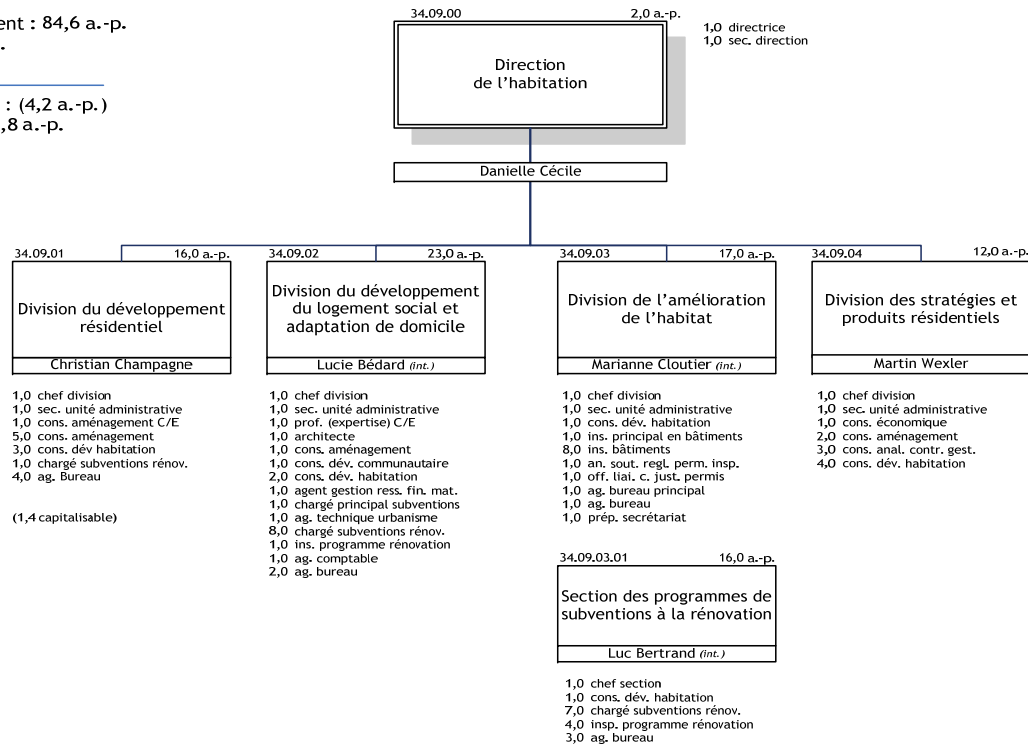 ent : 84,6 a.-p.
.
: (4,2 a.-p.)
,8 a.-p.
34.09.00 2,0 a.-p.
1,0 directrice
1,0 sec. direction
Direction
de l'habitation
Danielle Cécile
34.09.01 16,0 a.-p.
Division du développement
résidentiel
Christian Champagne
1,0 chef division
1,0 sec. unité administrative
1,0 cons. aménagement C/E
5,0 cons. aménagement
3,0 cons. dév habitation
1,0 chargé subventions rénov.
4,0 ag. Bureau
(1,4 capitalisable)
34.09.02 23,0 a.-p.
Division du développement
du logement social et
adaptation de domicile
Lucie Bédard (int.)
1,0 chef division
1,0 sec. unité administrative
1,0 prof. (expertise) C/E
1,0 architecte
1,0 cons. aménagement
1,0 cons. dév. communautaire
2,0 cons. dév. habitation
1,0 agent gestion ress. fin. mat.
1,0 chargé principal subventions
1,0 ag. technique urbanisme
8,0 chargé subventions rénov.
1,0 ins. programme rénovation
1,0 ag. comptable
2,0 ag. bureau
34.09.03 17,0 a.-p.
Division de l'amélioration
de l'habitat
Marianne Cloutier (int.)
1,0 chef division
1,0 sec. unité administrative
1,0 cons. dév. habitation
1,0 ins. principal en bâtiments
8,0 ins. bâtiments
1,0 an. sout. regl. perm. insp.
1,0 off. liai. c. just. permis
1,0 ag. bureau principal
1,0 ag. bureau
1,0 prép. secrétariat
34.09.03.01 16,0 a.-p.
Section des programmes de
subventions à la rénovation
Luc Bertrand (int.)
1,0 chef section
1,0 cons. dév. habitation
7,0 chargé subventions rénov.
4,0 insp. programme rénovation
3,0 ag. bureau
34.09.04 12,0 a.-p.
Division des stratégies et
produits résidentiels
Martin Wexler
1,0 chef division
1,0 sec. unité administrative
1,0 cons. économique
2,0 cons. aménagement
3,0 cons. anal. contr. gest.
4,0 cons. dév. habitation